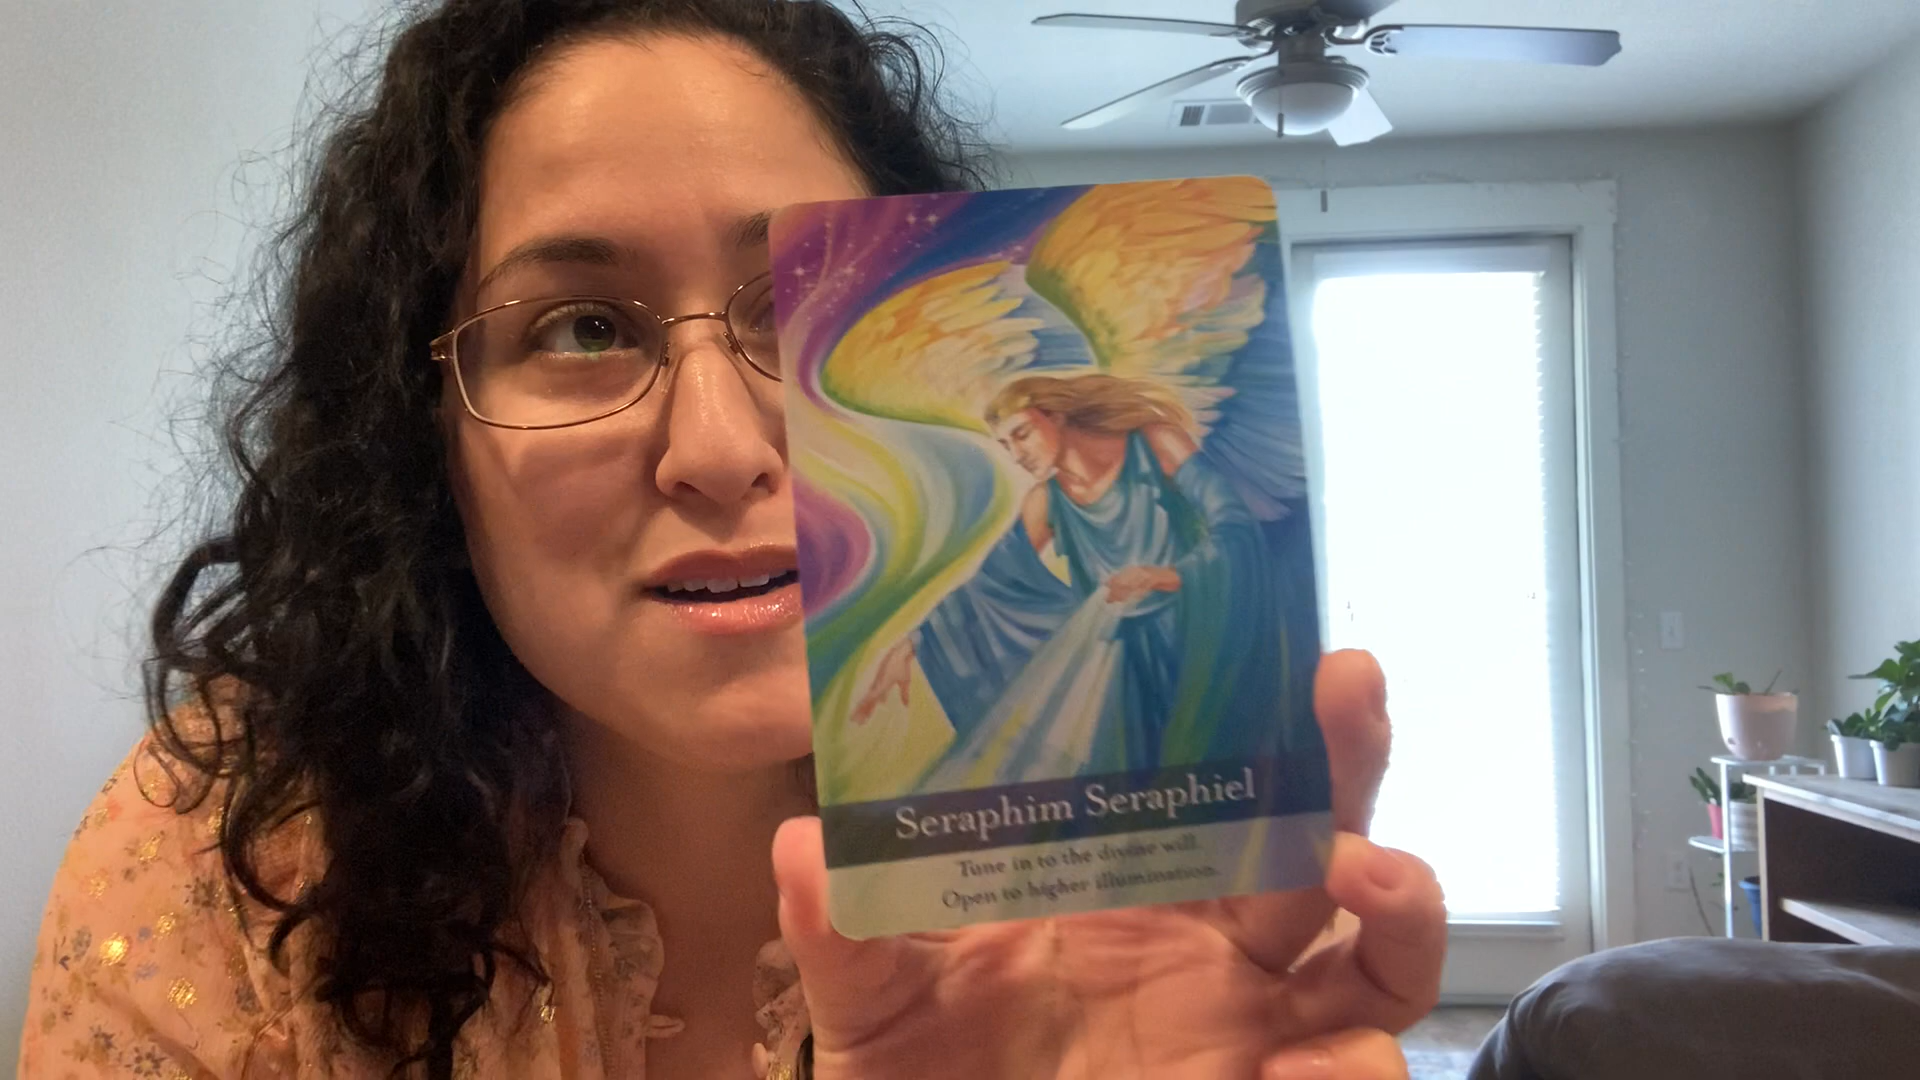 Seraphim Seraphiel
Tune in to the divine will.
Open to higher illumination.